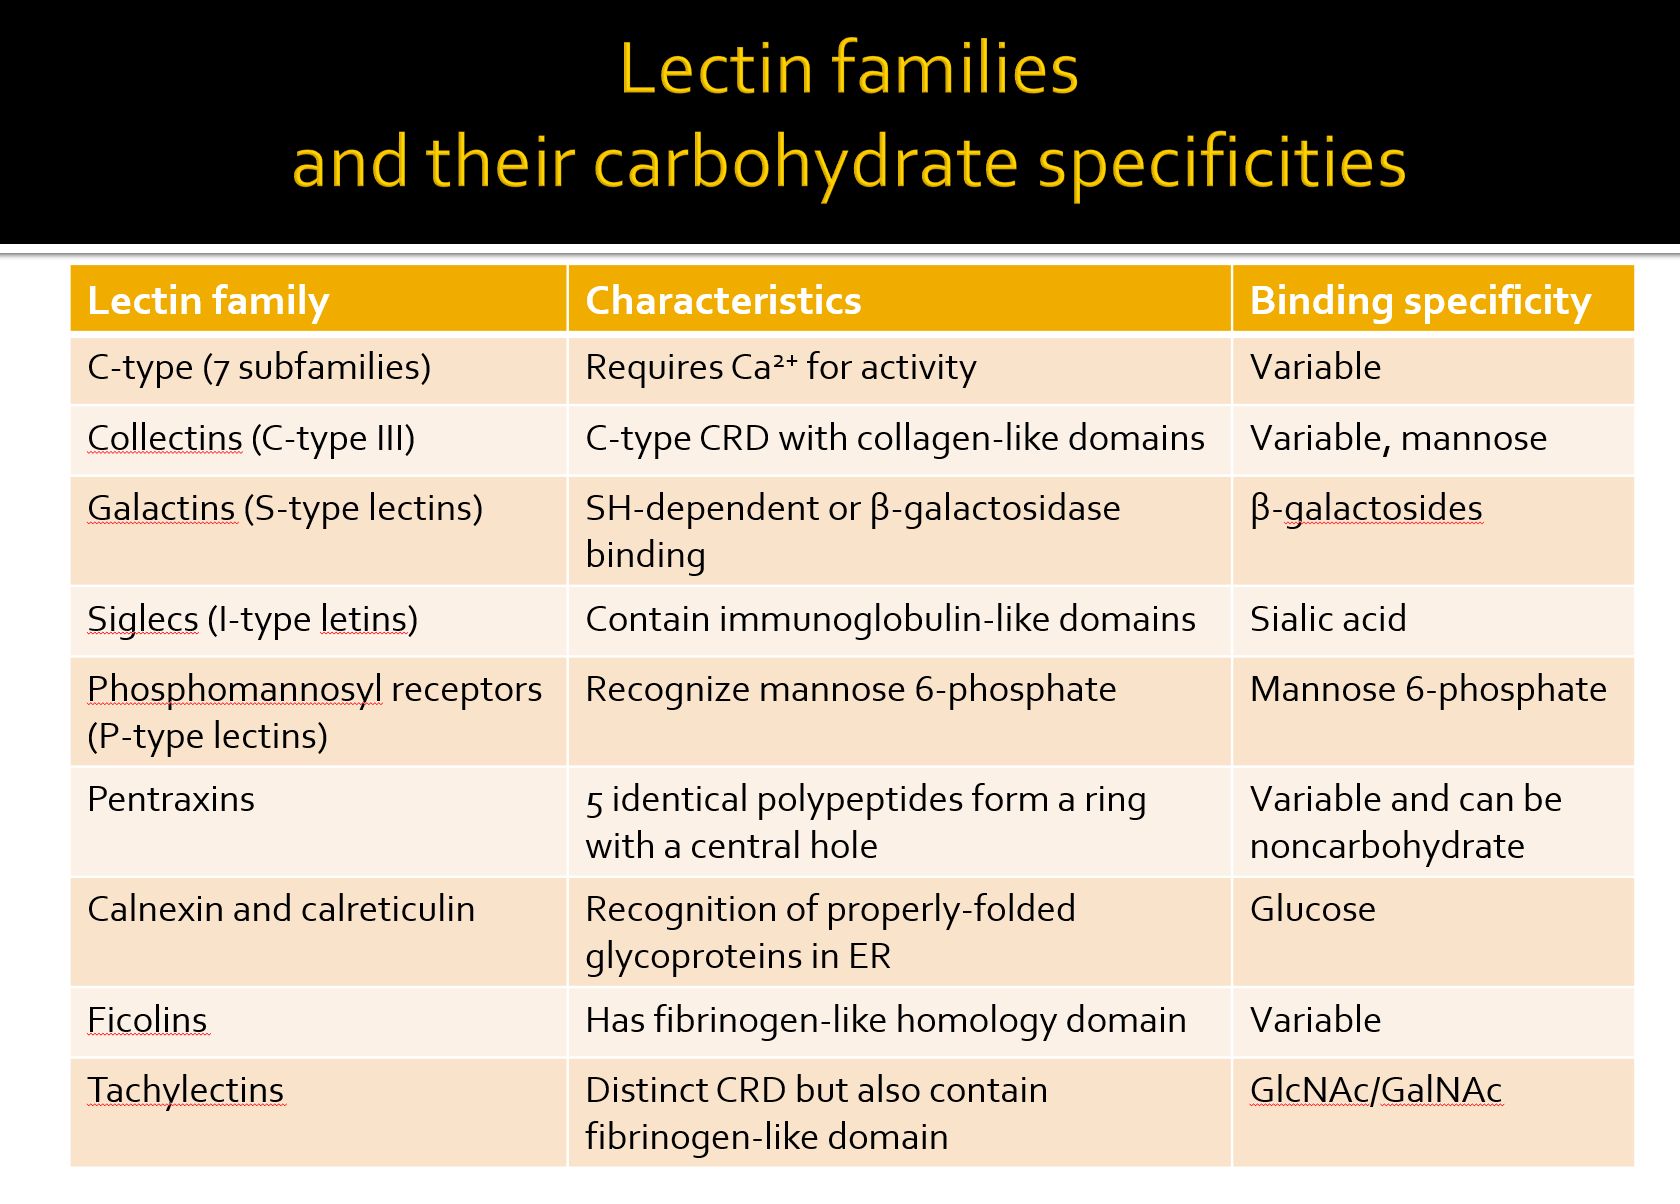 Lectin families
and their carbohydrate specificities
Lectin family Characteristics Binding specificity
C-type (7 subfamilies) Requires Ca²⁺ for activity Variable
Collectins (C-type III) C-type CRD with collagen-like domains Variable, mannose
Galactins (S-type lectins) SH-dependent or β-galactosidase β-galactosides
binding
Siglecs (I-type letins) Contain immunoglobulin-like domains Sialic acid
Phosphomannosyl receptors Recognize mannose 6-phosphate Mannose 6-phosphate
(P-type lectins)
Pentraxins 5 identical polypeptides form a ring Variable and can be
with a central hole noncarbohydrate
Calnexin and calreticulin Recognition of properly-folded Glucose
glycoproteins in ER
Ficolins Has fibrinogen-like homology domain Variable
Tachylectins Distinct CRD but also contain GlcNAc/GalNAc
fibrinogen-like domain